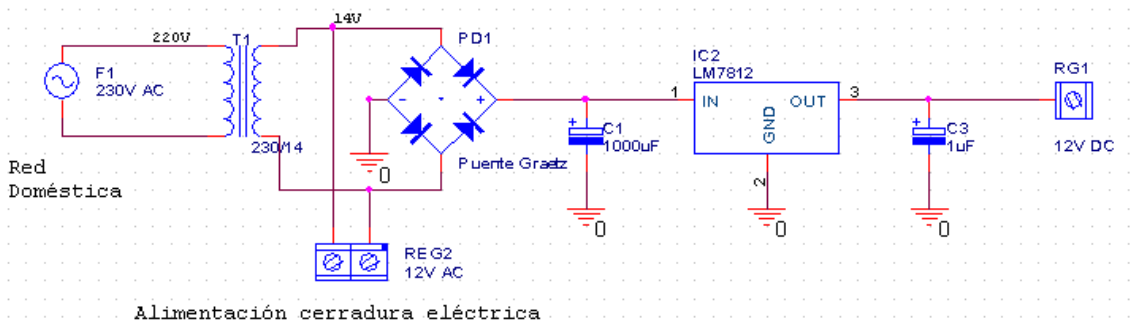 14V
220V
T1
PD1
F1
230V AC
230/14
-
+
Puente Graetz
0
Red
Doméstica
REG2
12V AC
Alimentación cerradura eléctrica
C1
1000uF
+
0
IC2
LM7812
1
IN
OUT
3
GND
2
0
+
C3
1uF
0
RG1
12V DC